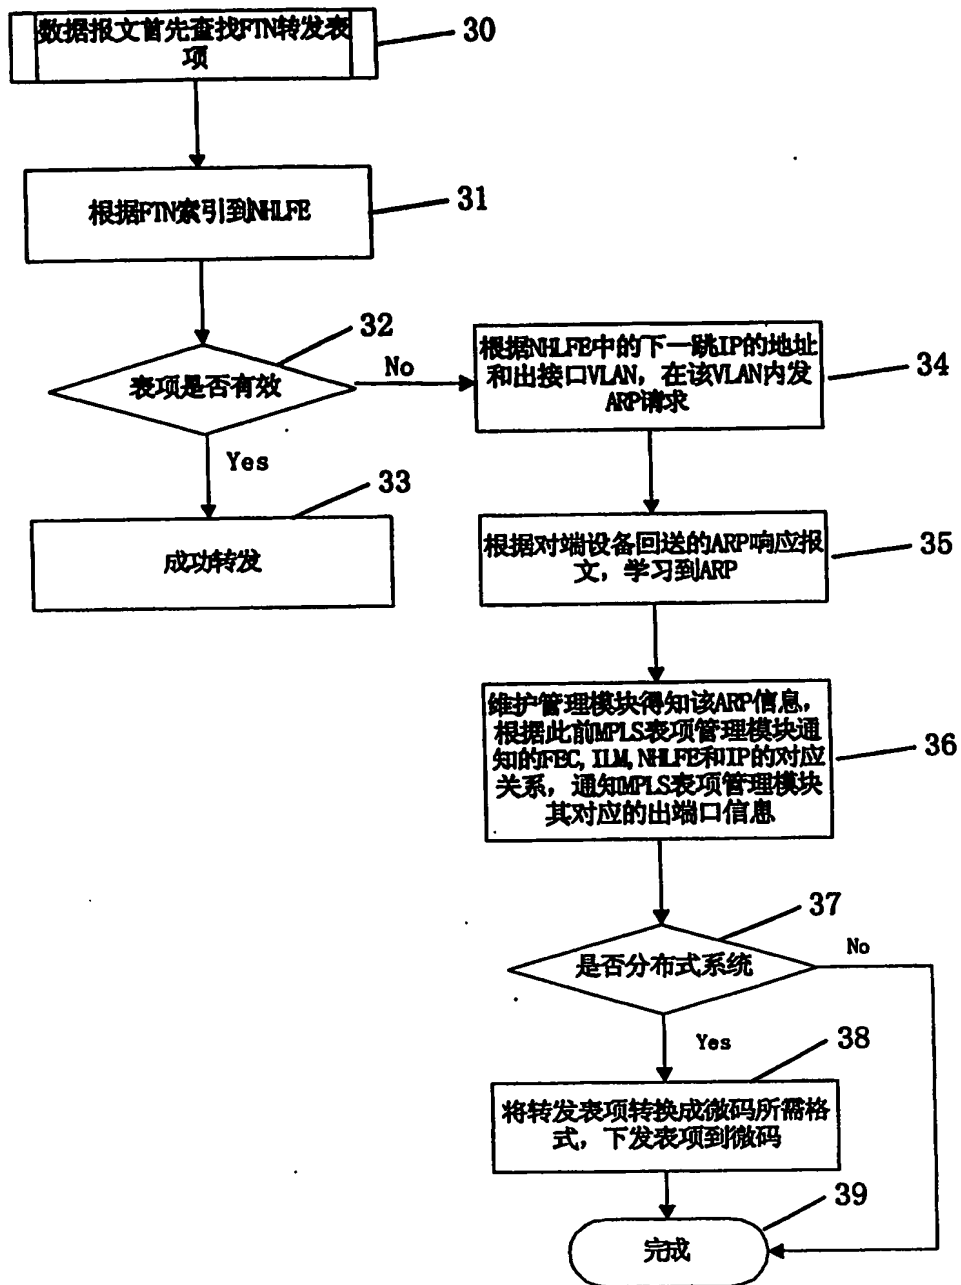 数据报文首先查找FTN转发表
项
30
根据FTN索引到NHLFE
31
32
表项是否有效
No
Yes
33
成功转发
根据NHLFE中的下一跳IP的地址
和出接口VLAN，在该VLAN内发
ARP请求
34
根据对端设备回送的ARP响应报
文，学习到ARP
35
维护管理模块得知该ARP信息，
根据此前MPLS表项管理模块通
知的FEC,ILM,NHLFE和IP的对应
关系，通知MPLS表项管理模块
其对应的出端口信息
36
37
是否分布式系统
No
Yes
38
将转发表项转换成微码所需格
式，下发表项到微码
39
完成